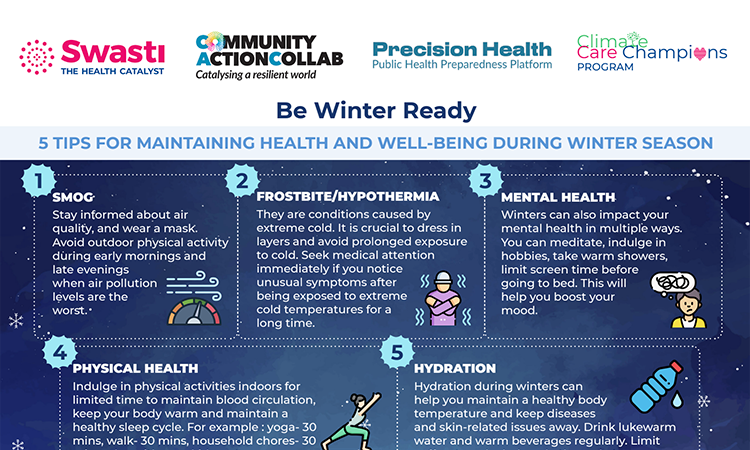 Swasti
THE HEALTH CATALYST
COMMUNITY
ACTIONCOLLAB
Catalysing a resilient world
Precision Health
Public Health Preparedness Platform
Climate
Care Champions
PROGRAM
Be Winter Ready
5 TIPS FOR MAINTAINING HEALTH AND WELL-BEING DURING WINTER SEASON
1
SMOG
Stay informed about air
quality, and wear a mask.
Avoid outdoor physical activity
during early mornings and
late evenings
when air pollution
levels are the
worst.
2
FROSTBITE/HYPOTHERMIA
They are conditions caused by
extreme cold. It is crucial to dress in
layers and avoid prolonged exposure
to cold. Seek medical attention
immediately if you notice
unusual symptoms after
being exposed to extreme
cold temperatures for a
long time.
3
MENTAL HEALTH
Winters can also impact your
mental health in multiple ways.
You can meditate, indulge in
hobbies, take warm showers,
limit screen time before
going to bed. This will
help you boost your
mood.
4
PHYSICAL HEALTH
Indulge in physical activities indoors for
limited time to maintain blood circulation,
keep your body warm and maintain a
healthy sleep cycle. For example : yoga- 30
mins, walk- 30 mins, household chores- 30
5
HYDRATION
Hydration during winters can
help you maintain a healthy body
temperature and keep diseases
and skin-related issues away. Drink lukewarm
water and warm beverages regularly. Limit